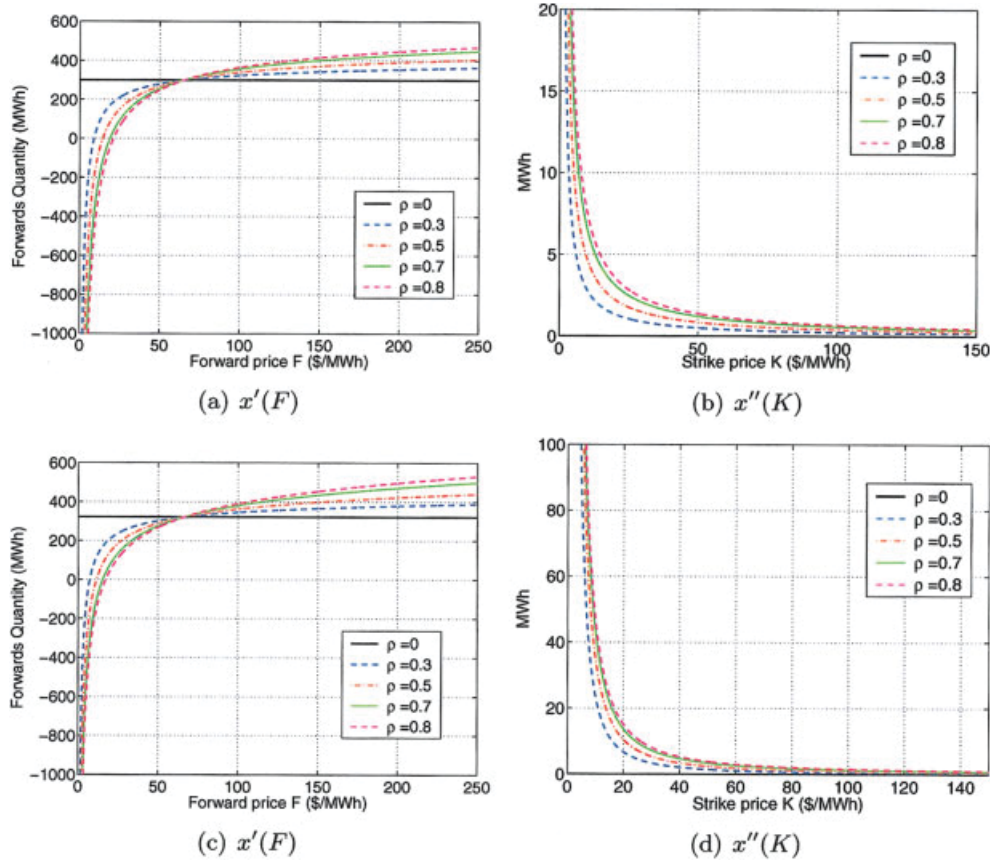 600
400
200
0
−200
−400
−600
−800
−1000
Forwards Quantity (MWh)
ρ =0
ρ =0.3
ρ =0.5
ρ =0.7
ρ =0.8
0 50 100 150 200 250
Forward price F ($/MWh)
(a) x′(F)
20
15
10
5
0
MWh
ρ =0
ρ =0.3
ρ =0.5
ρ =0.7
ρ =0.8
0 50 100 150
Strike price K ($/MWh)
(b) x″(K)
600
400
200
0
−200
−400
−600
−800
−1000
Forwards Quantity (MWh)
ρ =0
ρ =0.3
ρ =0.5
ρ =0.7
ρ =0.8
0 50 100 150 200 250
Forward price F ($/MWh)
(c) x′(F)
100
80
60
40
20
0
MWh
ρ =0
ρ =0.3
ρ =0.5
ρ =0.7
ρ =0.8
0 20 40 60 80 100 120 140
Strike price K ($/MWh)
(d) x″(K)